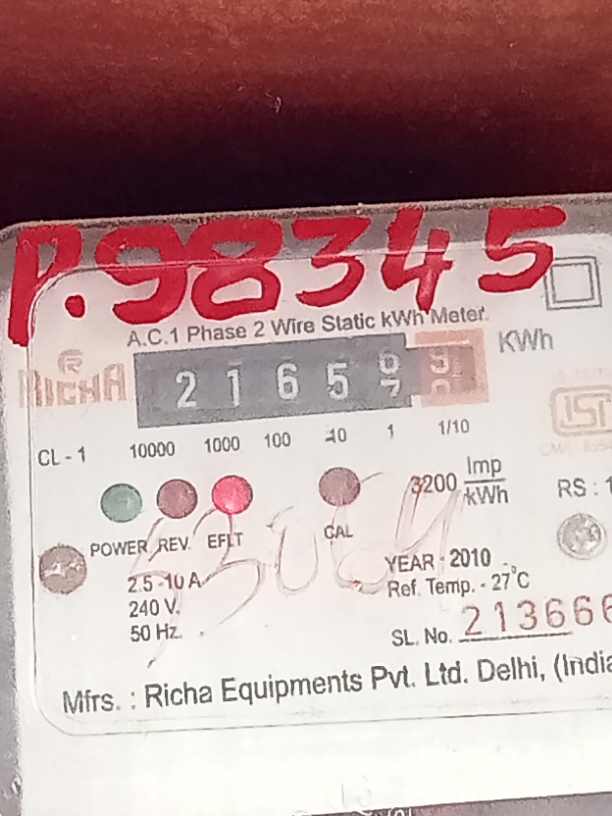 P.98345
A.C.1 Phase 2 Wire Static kWh Meter.
RICHA
2 1 6 5
KWh
ISI
CL - 1 10000 1000 100 10 1 1/10
3200 Imp/kWh
RS : 1
POWER REV. EFLT CAL
2.5-10 A
240 V.
50 Hz.
YEAR : 2010
Ref. Temp. - 27°C
SL. No. 213666
Mfrs. : Richa Equipments Pvt. Ltd. Delhi, (India